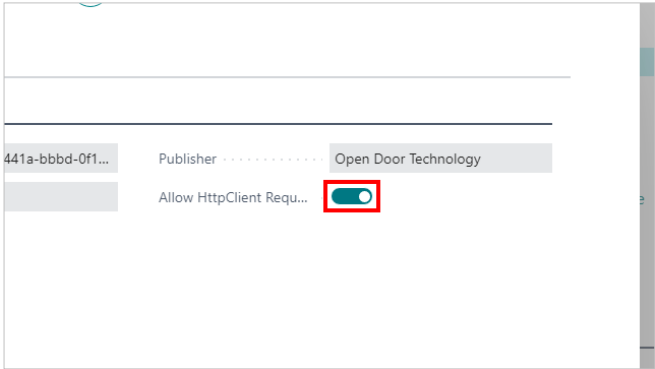 441a-bbbd-0f1...
Publisher
Open Door Technology
Allow HttpClient Requ...